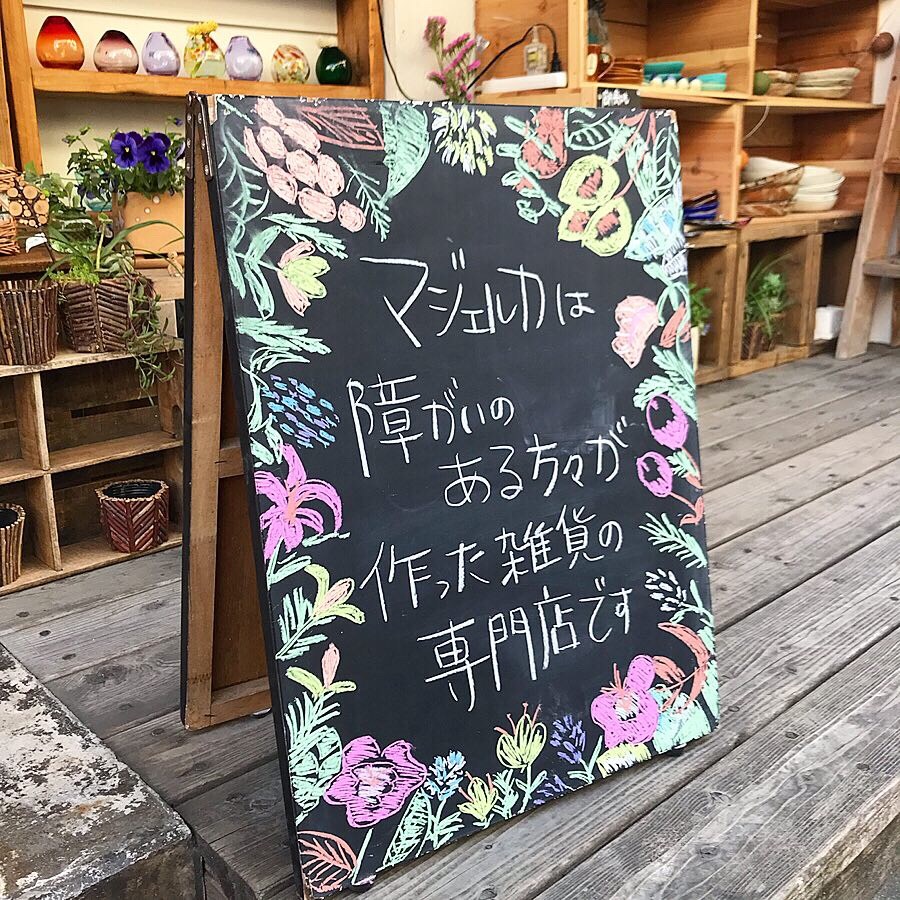 マジェルカは
障がいの
ある方々が
作った雑貨の
専門店です